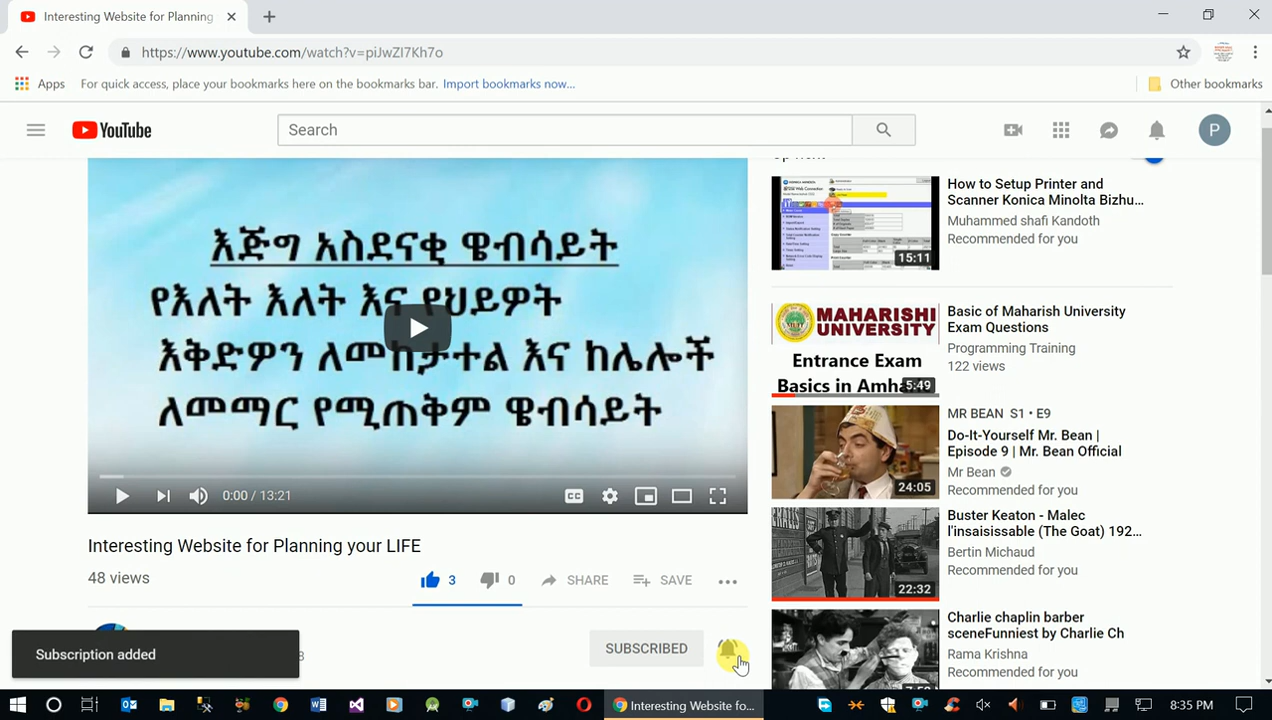 Interesting Website for Planning
https://www.youtube.com/watch?v=piJwZI7Kh7o
Apps
For quick access, place your bookmarks here on the bookmarks bar. Import bookmarks now...
Other bookmarks
YouTube
Search
P
እጅግ አስደናቂ ዌብሳይት
የእለት እለት እና የህይዎት
እቅድዎን ለመከታተል እና ከሌሎች
ለመማር የሚጠቅም ዌብሳይት
0:00 / 13:21
CC
Interesting Website for Planning your LIFE
48 views
3
0
SHARE
SAVE
Subscription added
SUBSCRIBED
15:11
How to Setup Printer and
Scanner Konica Minolta Bizhu...
Muhammed shafi Kandoth
Recommended for you
MAHARISHI
UNIVERSITY
Entrance Exam
5:49
Basic of Maharish University
Exam Questions
Programming Training
122 views
24:05
MR BEAN S1 • E9
Do-It-Yourself Mr. Bean |
Episode 9 | Mr. Bean Official
Mr Bean
Recommended for you
22:32
Buster Keaton - Malec
l'insaisissable (The Goat) 192...
Bertin Michaud
Recommended for you
Charlie chaplin barber
sceneFunniest by Charlie Ch
Rama Krishna
Recommended for you
Interesting Website fo...
8:35 PM